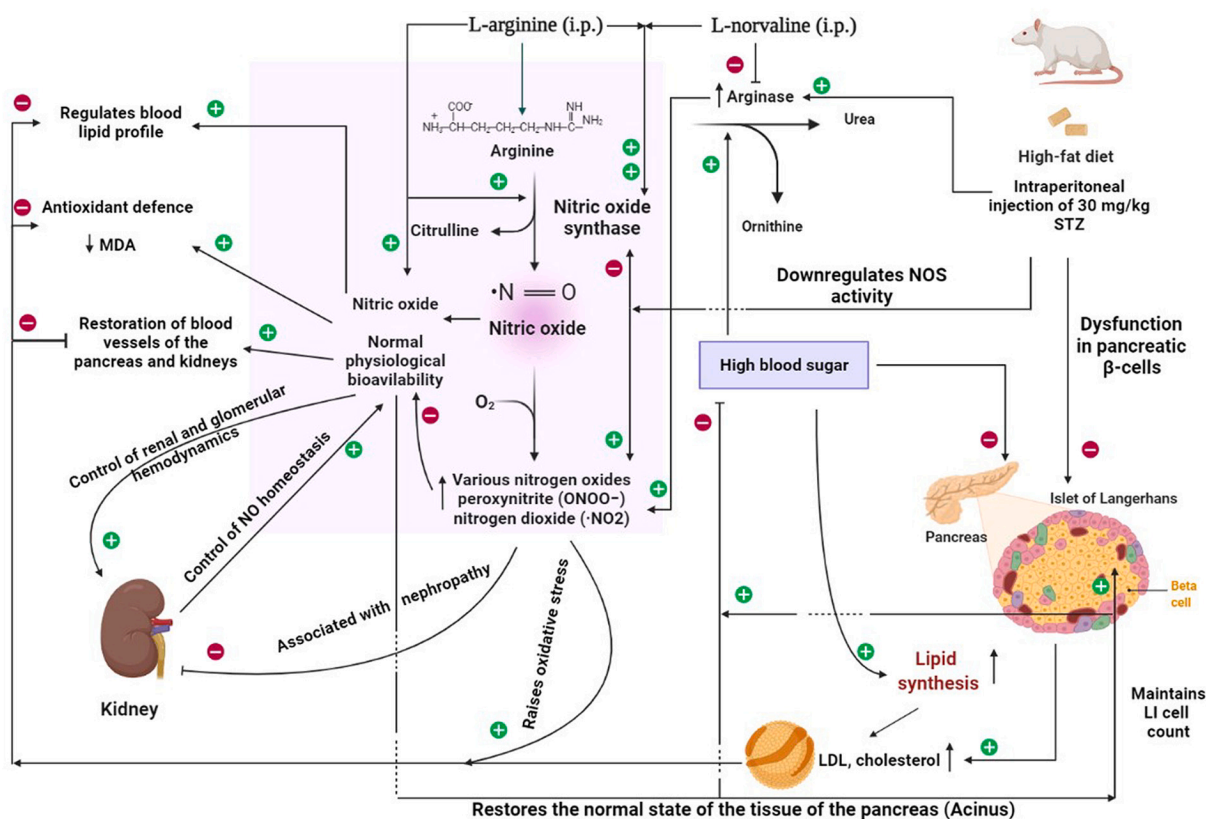 L-arginine (i.p.)
L-norvaline (i.p.)
Regulates blood
lipid profile
COO-
+
NH3-CH-CH2-CH2-CH2-NH-C
NH
NH2
Arginine
Arginase
Urea
High-fat diet
Intraperitoneal
injection of 30 mg/kg
STZ
Antioxidant defence
MDA
Citrulline
Nitric oxide
synthase
Ornithine
Downregulates NOS
activity
·N
O
Nitric oxide
Nitric oxide
Restoration of blood
vessels of the
pancreas and kidneys
Normal
physiological
bioavilability
High blood sugar
Dysfunction
in pancreatic
β-cells
O2
Control of renal and glomerular
hemodynamics
Control of NO homeostasis
Various nitrogen oxides
peroxynitrite (ONOO−)
nitrogen dioxide (·NO2)
Islet of Langerhans
Pancreas
Beta
cell
Associated with nephropathy
Raises oxidative stress
Kidney
Lipid
synthesis
Maintains
LI cell
count
LDL, cholesterol
Restores the normal state of the tissue of the pancreas (Acinus)